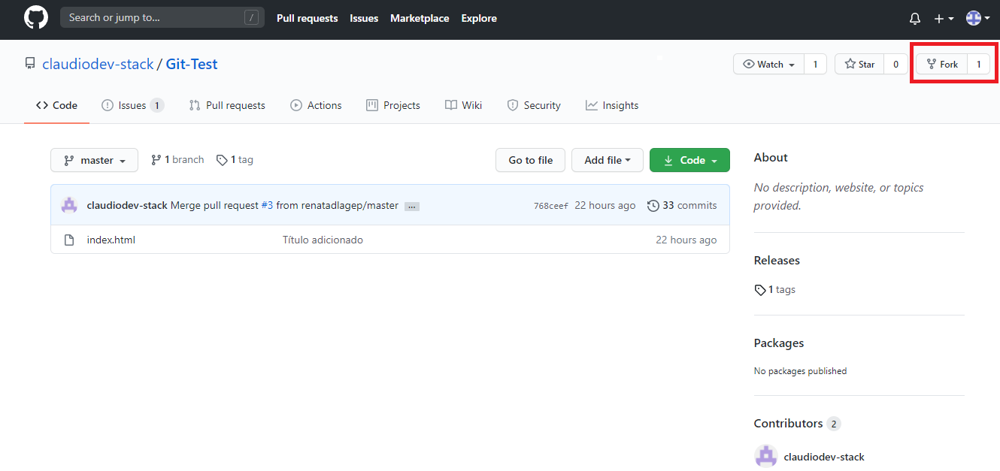 Search or jump to... /
Pull requests Issues Marketplace Explore
claudiodev-stack / Git-Test
Watch 1 Star 0 Fork 1
Code Issues 1 Pull requests Actions Projects Wiki Security Insights
master 1 branch 1 tag Go to file Add file Code
claudiodev-stack Merge pull request #3 from renatadlagep/master ... 768ceef 22 hours ago 33 commits
index.html Título adicionado 22 hours ago
About
No description, website, or topics
provided.
Releases
1 tags
Packages
No packages published
Contributors 2
claudiodev-stack